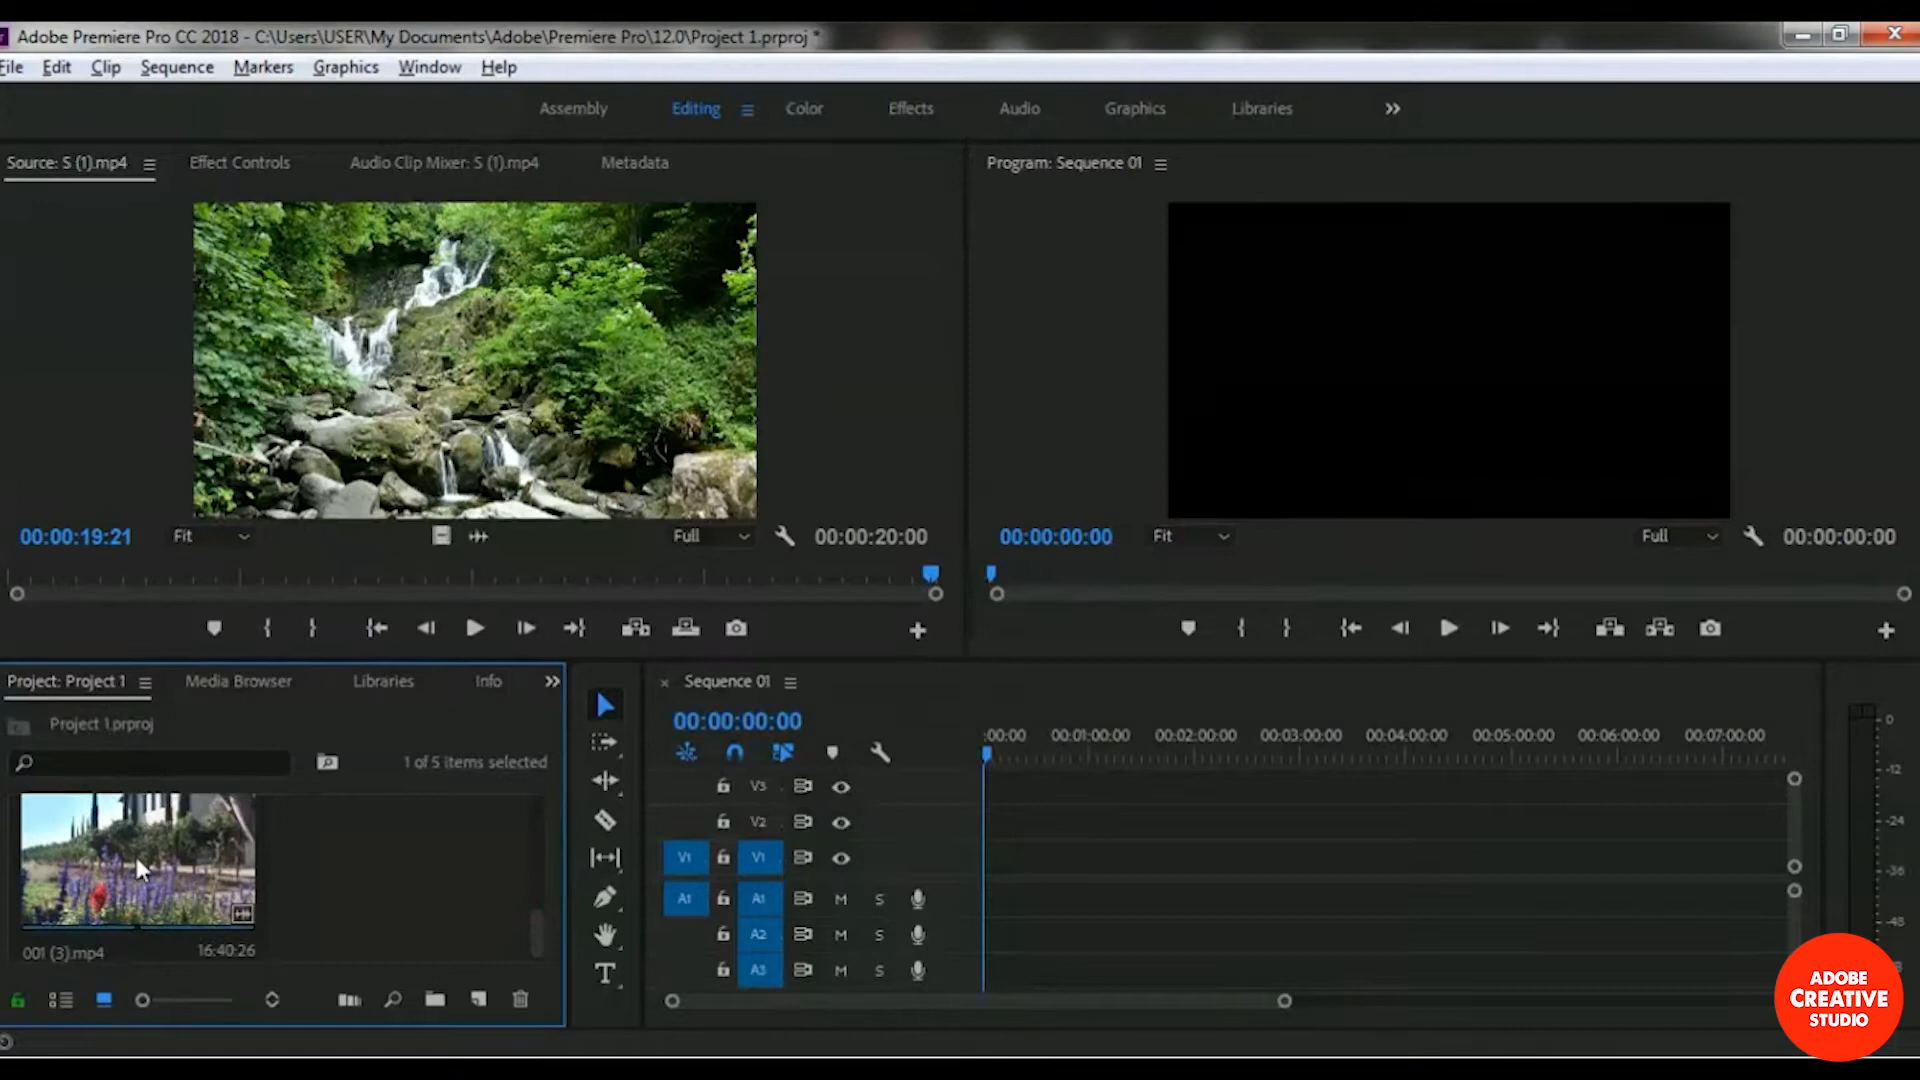 Adobe Premiere Pro CC 2018 - C:\Users\USER\My Documents\Adobe\Premiere Pro\12.0\Project 1.prproj *
File Edit Clip Sequence Markers Graphics Window Help
Assembly Editing Color Effects Audio Graphics Libraries
Source: S (1).mp4 Effect Controls Audio Clip Mixer: S (1).mp4 Metadata
Program: Sequence 01
00:00:19:21 Fit Full 00:00:20:00
00:00:00:00 Fit Full 00:00:00:00
Project: Project 1 Media Browser Libraries Info
Project 1.prproj
1 of 5 items selected
001 (3).mp4 16:40:26
× Sequence 01
00:00:00:00
:00:00 00:01:00:00 00:02:00:00 00:03:00:00 00:04:00:00 00:05:00:00 00:06:00:00 00:07:00:00
V3
V2
V1 V1
A1 A1 M S
A2 M S
A3 M S
0
-12
-24
-36
-48
ADOBE
CREATIVE
STUDIO